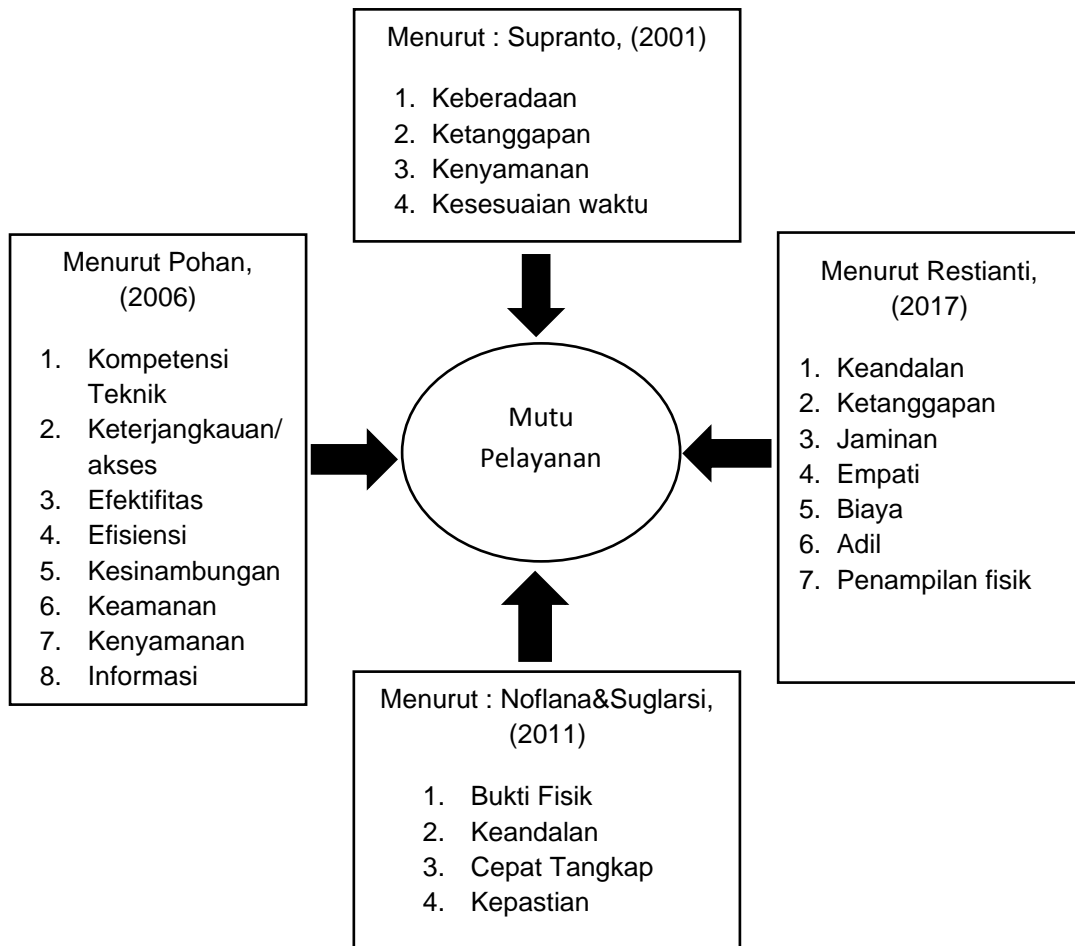 Menurut : Supranto, (2001)
1. Keberadaan
2. Ketanggapan
3. Kenyamanan
4. Kesesuaian waktu
Menurut Pohan,
(2006)
1. Kompetensi
Teknik
2. Keterjangkauan/
akses
3. Efektifitas
4. Efisiensi
5. Kesinambungan
6. Keamanan
7. Kenyamanan
8. Informasi
Mutu
Pelayanan
Menurut Restianti,
(2017)
1. Keandalan
2. Ketanggapan
3. Jaminan
4. Empati
5. Biaya
6. Adil
7. Penampilan fisik
Menurut : Noflana&Suglarsi,
(2011)
1. Bukti Fisik
2. Keandalan
3. Cepat Tangkap
4. Kepastian